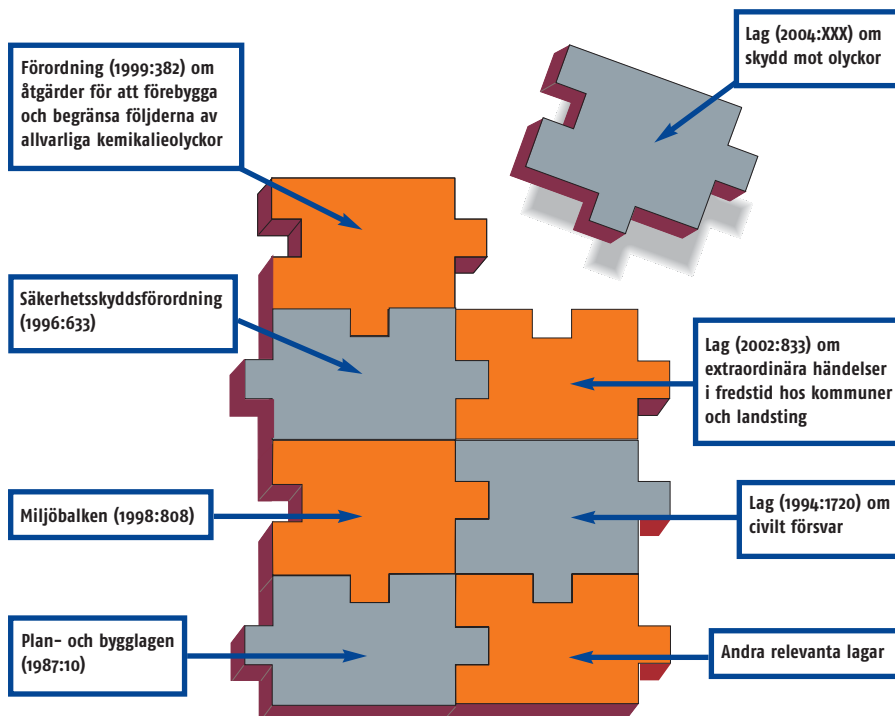 Förordning (1999:382) om
åtgärder för att förebygga
och begränsa följderna av
allvarliga kemikalieolyckor
Lag (2004:XXX) om
skydd mot olyckor
Säkerhetsskyddsförordning
(1996:633)
Lag (2002:833) om
extraordinära händelser
i fredstid hos kommuner
och landsting
Miljöbalken (1998:808)
Lag (1994:1720) om
civilt försvar
Plan- och bygglagen
(1987:10)
Andra relevanta lagar